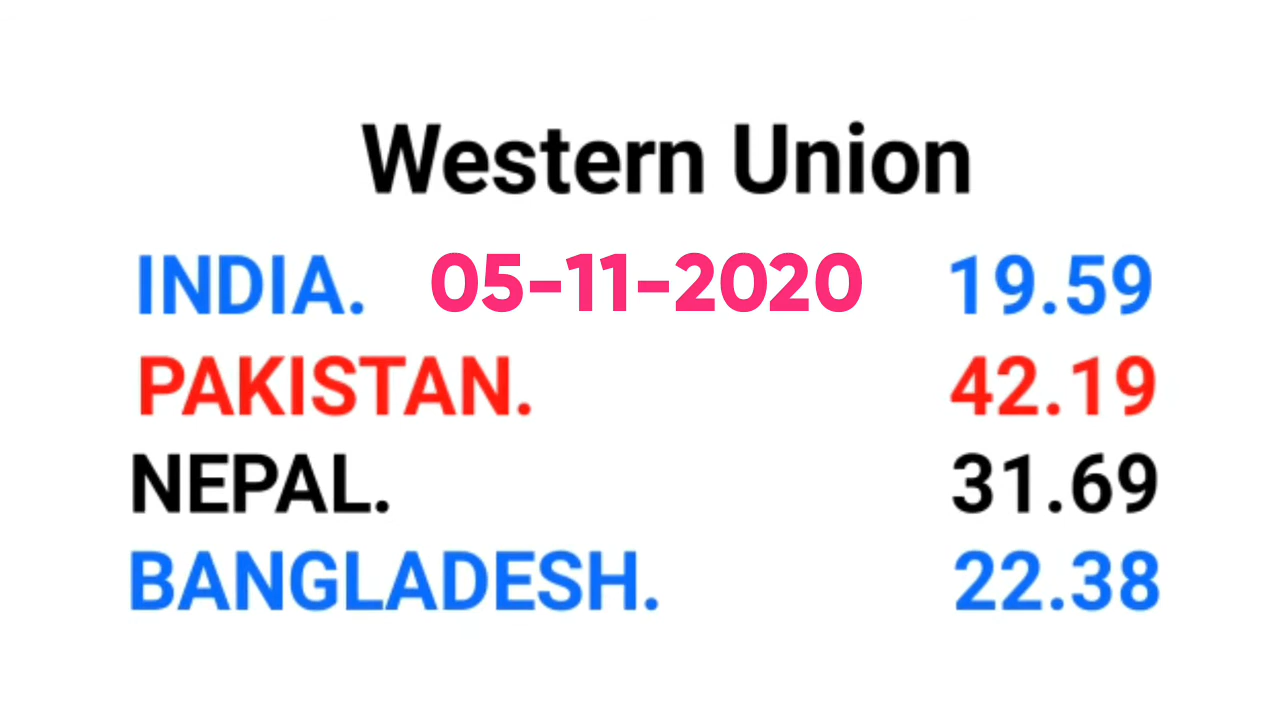 Western Union
INDIA. 05-11-2020 19.59
PAKISTAN. 42.19
NEPAL. 31.69
BANGLADESH. 22.38